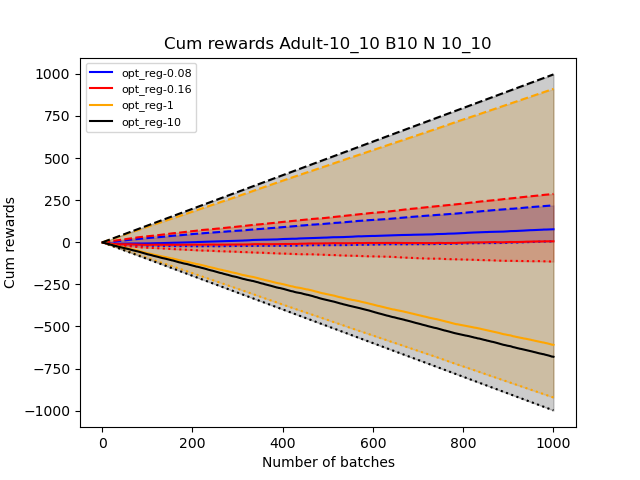 Cum rewards Adult-10_10 B10 N 10_10
opt_reg-0.08
opt_reg-0.16
opt_reg-1
opt_reg-10
1000
750
500
250
0
−250
−500
−750
−1000
Cum rewards
0 200 400 600 800 1000
Number of batches